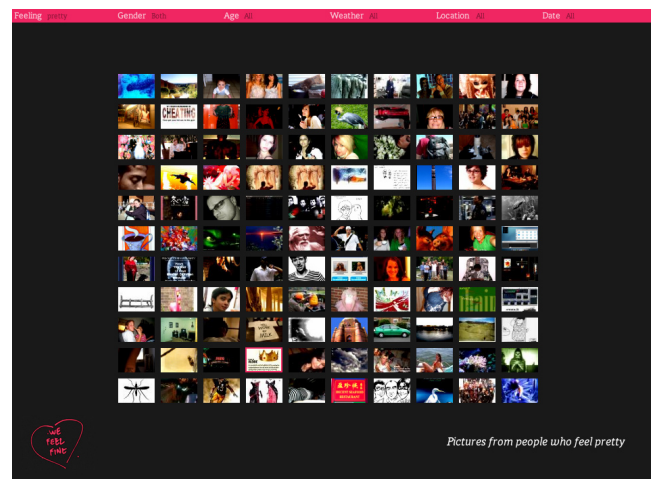 Feeling pretty Gender Both Age All Weather All Location All Date All
CHEATING
WE
FEEL
FINE
Pictures from people who feel pretty